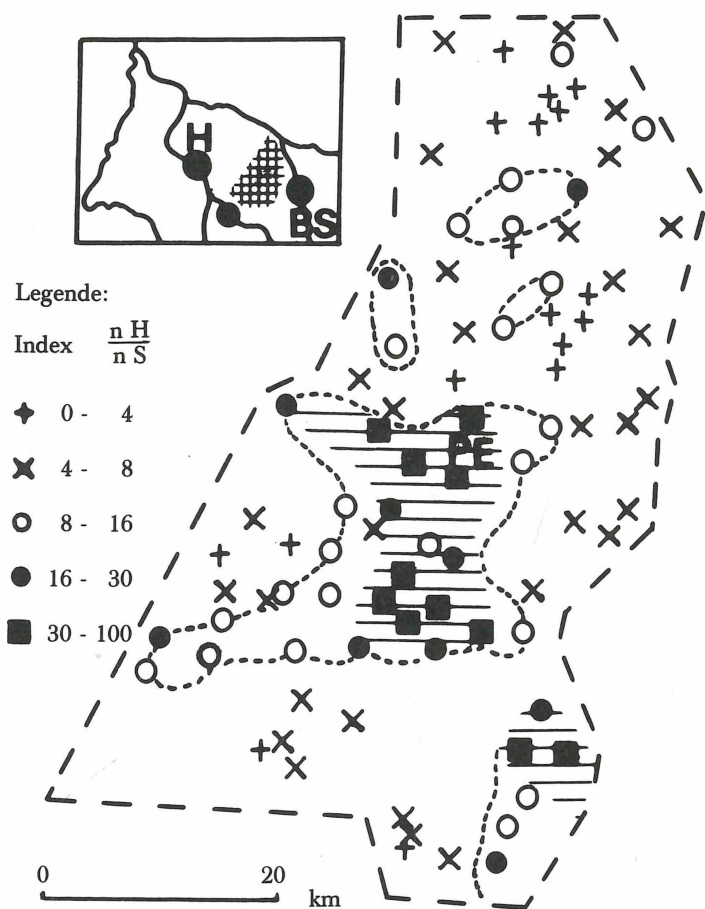 H
BS
Legende:
Index n H
n S
0 - 4
4 - 8
8 - 16
16 - 30
30 - 100
PE
0 20
km